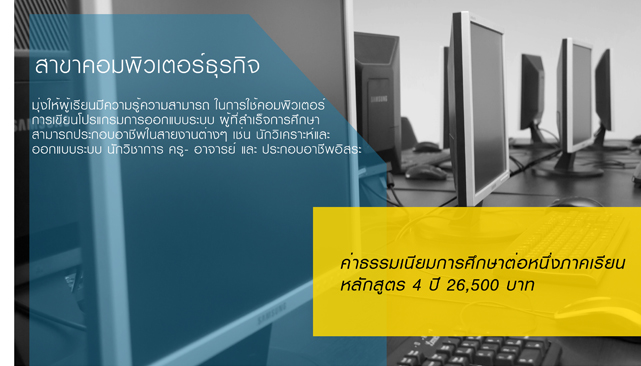 สาขาคอมพิวเตอร์ธุรกิจ
มุ่งให้ผู้เรียนมีความรู้ความสามารถ ในการใช้คอมพิวเตอร์
การเขียนโปรแกรมการออกแบบระบบ ผู้ที่สำเร็จการศึกษา
สามารถประกอบอาชีพในสายงานต่างๆ เช่น นักวิเคราะห์และ
ออกแบบระบบ นักวิชาการ ครู- อาจารย์ และ ประกอบอาชีพอิสระ
ค่าธรรมเนียมการศึกษาต่อหนึ่งภาคเรียน
หลักสูตร 4 ปี 26,500 บาท
SAMSUNG